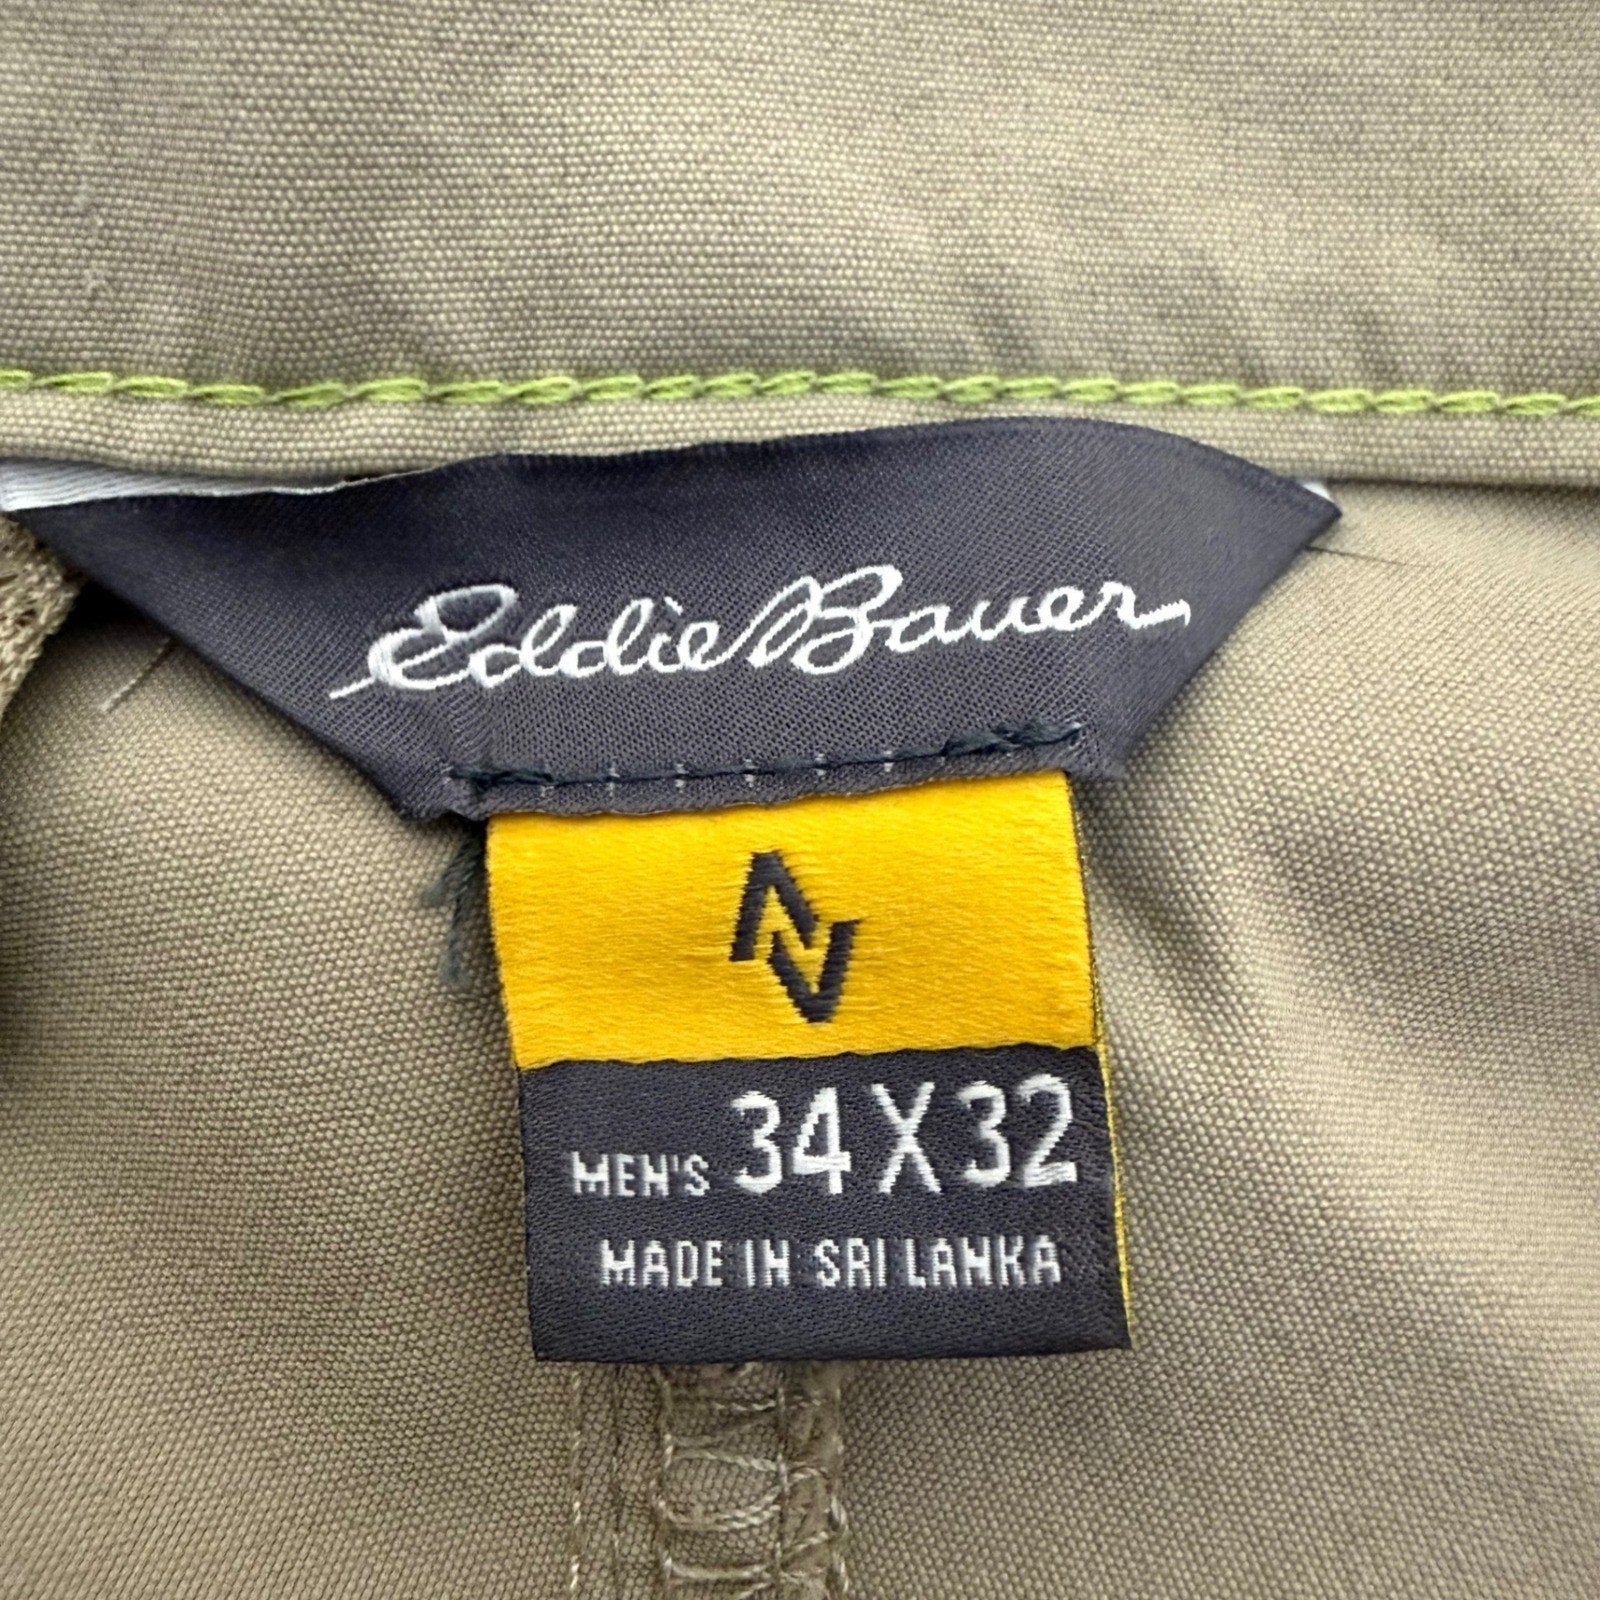 Eddie Bauer
MEN'S 34 X 32
MADE IN SRI LANKA